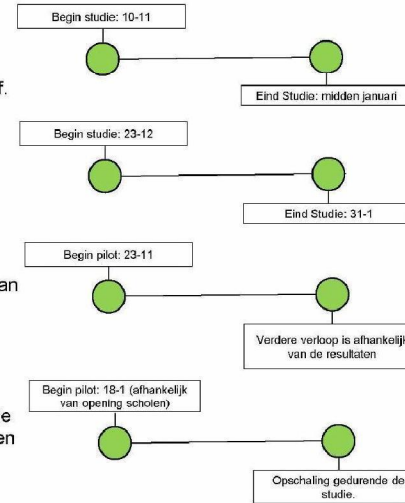 Begin studie: 10-11
f.
Eind Studie: midden januari
Begin studie: 23-12
Eind Studie: 31-1
Begin pilot: 23-11
an
Verdere verloop is afhankelijk
van de resultaten
Begin pilot: 18-1 (afhankelijk
van opening scholen)
e
en
Opschaling gedurende de
studie.